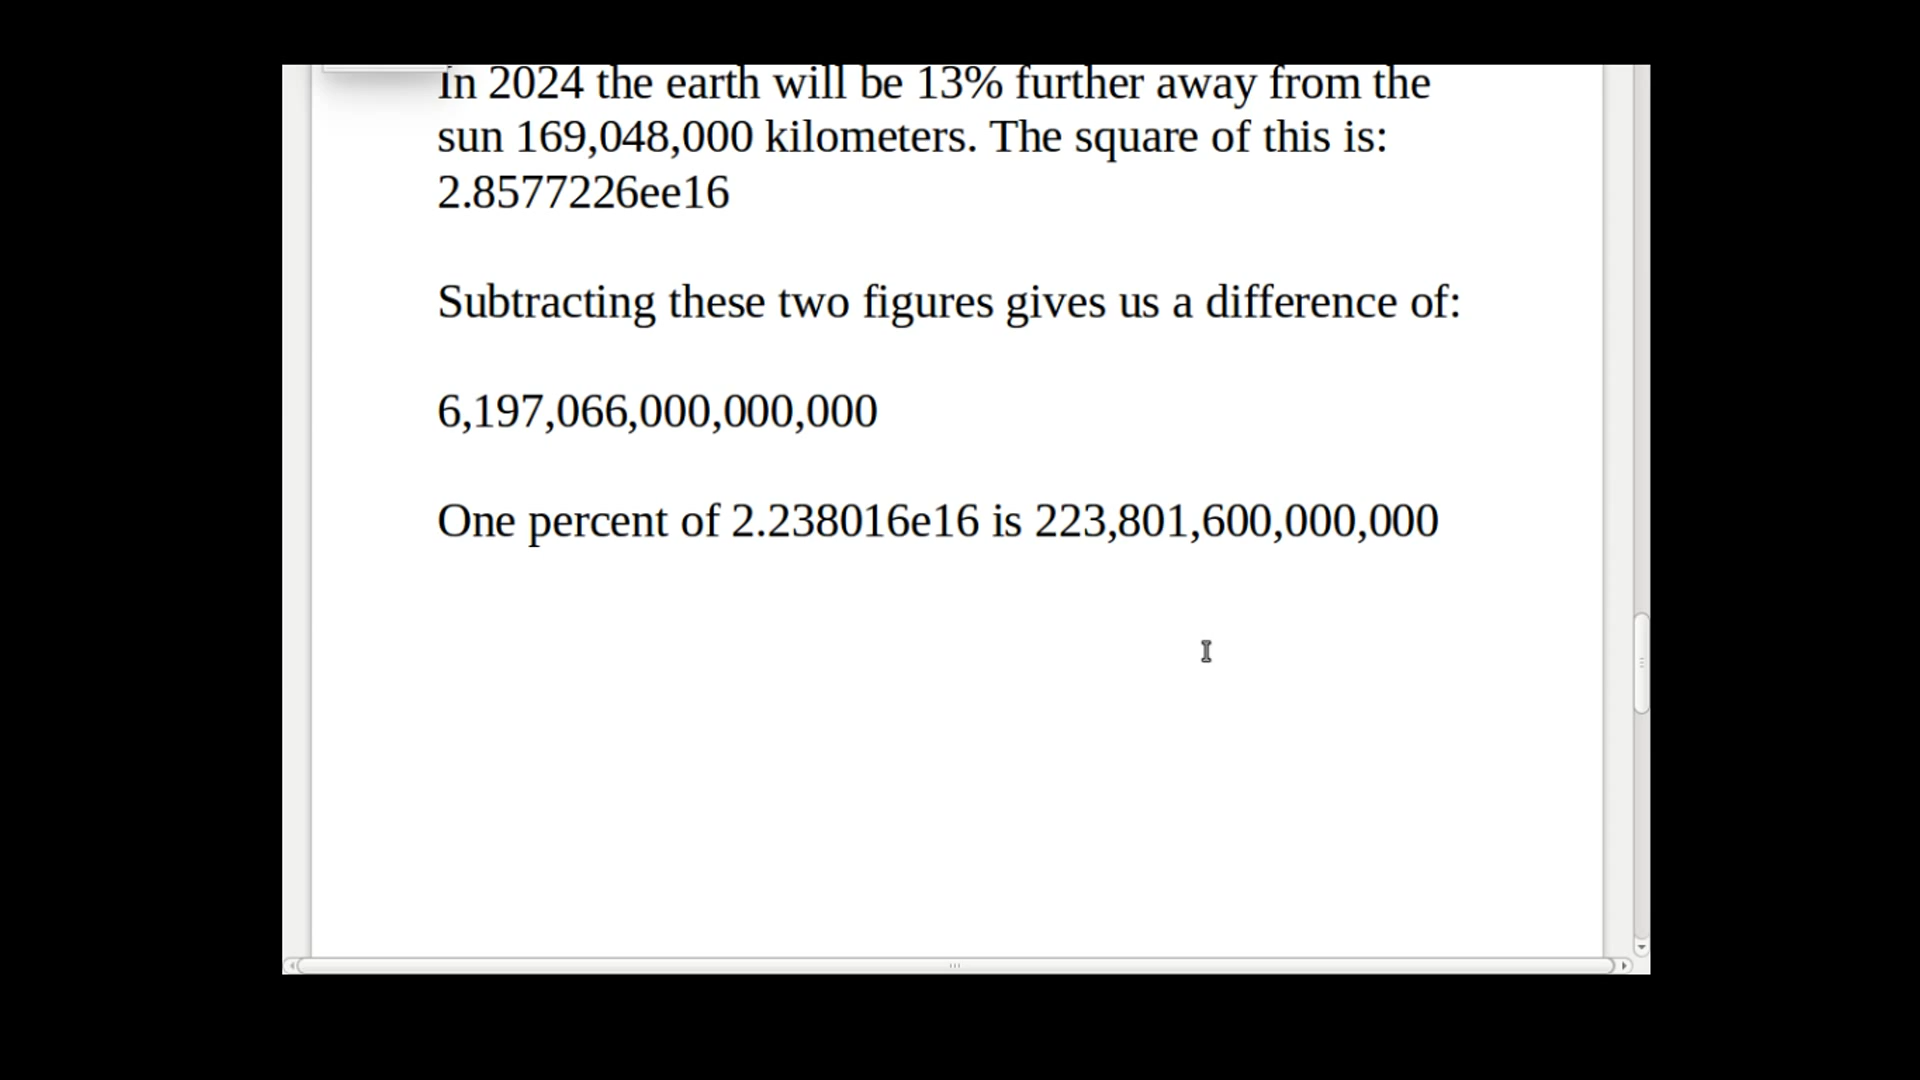 In 2024 the earth will be 13% further away from the
sun 169,048,000 kilometers. The square of this is:
2.8577226ee16
Subtracting these two figures gives us a difference of:
6,197,066,000,000,000
One percent of 2.238016e16 is 223,801,600,000,000